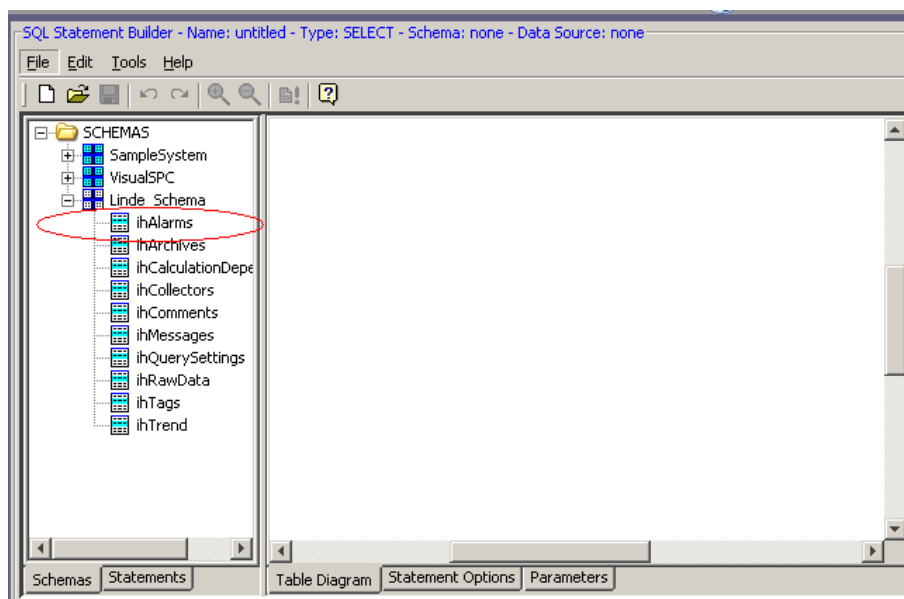 SQL Statement Builder - Name: untitled - Type: SELECT - Schema: none - Data Source: none
File Edit Tools Help
SCHEMAS
SampleSystem
VisualSPC
Linde_Schema
ihAlarms
ihArchives
ihCalculationDepe
ihCollectors
ihComments
ihMessages
ihQuerySettings
ihRawData
ihTags
ihTrend
Schemas Statements Table Diagram Statement Options Parameters